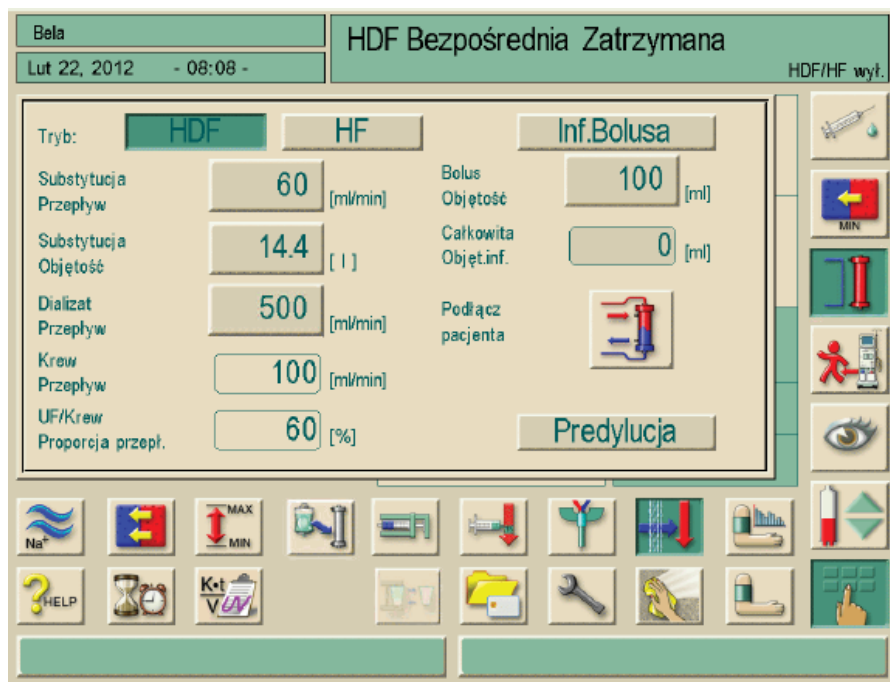 Bela
HDF Bezpośrednia Zatrzymana
Lut 22, 2012 - 08:08 -
HDF/HF wył.
Tryb: HDF HF Inf.Bolusa
Substytucja
Przepływ
60 [ml/min]
Bolus
Objętość
100 [ml]
Substytucja
Objętość
14.4 [ l ]
Całkowita
Objęt.inf.
0 [ml]
Dializat
Przepływ
500 [ml/min]
Podłącz
pacjenta
Krew
Przepływ
100 [ml/min]
UF/Krew
Proporcja przepł.
60 [%]
Predylucja
MIN
Na+
MAX
MIN
?HELP
K•t
V
UV